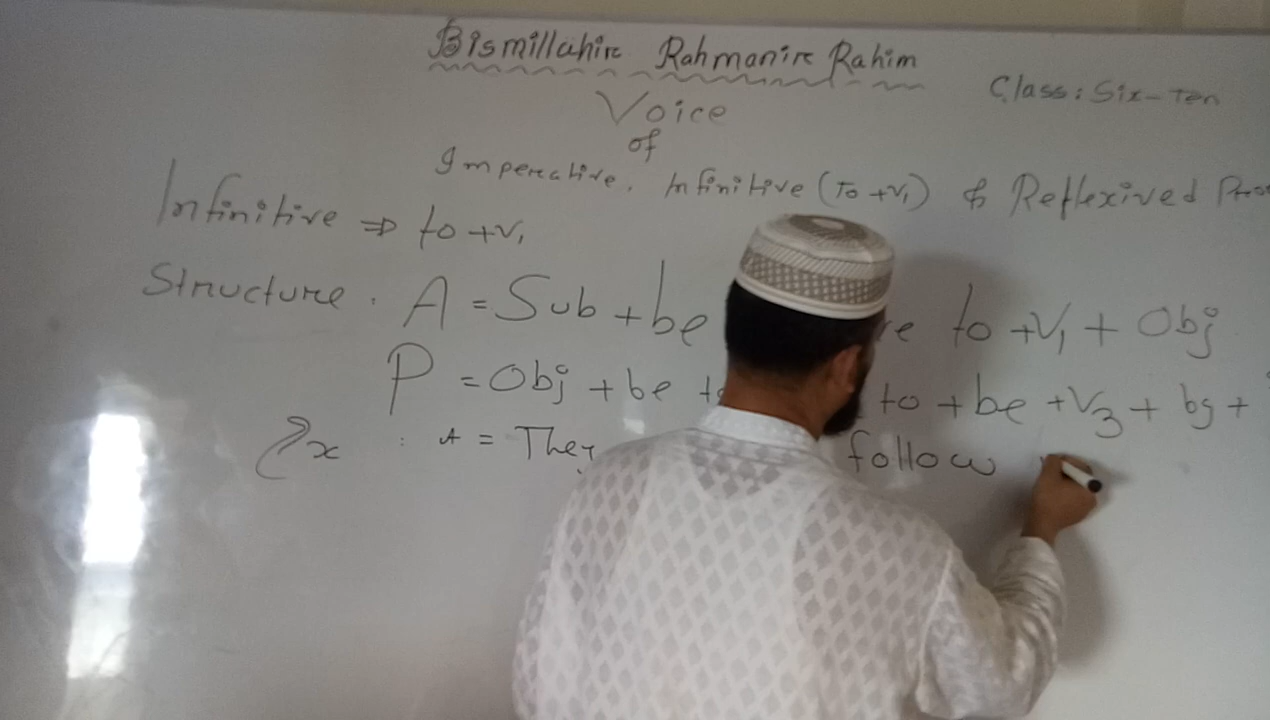 Bismillahir Rahmanir Rahim
Class: Six-Ten
Voice
of
Imperative, Infinitive (To +V₁) & Reflexived
Infinitive ⇒ to +V₁
Structure : A = Sub + be to +V₁ + Obj
P = Obj + be to + be +V₃ + by +
Ex : A = They follow